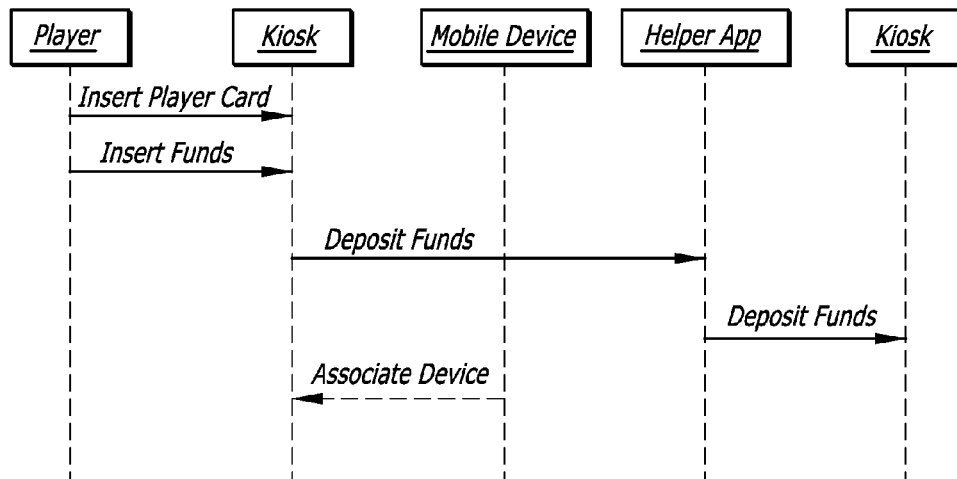 Player
Kiosk
Mobile Device
Helper App
Kiosk
Insert Player Card
Insert Funds
Deposit Funds
Deposit Funds
Associate Device